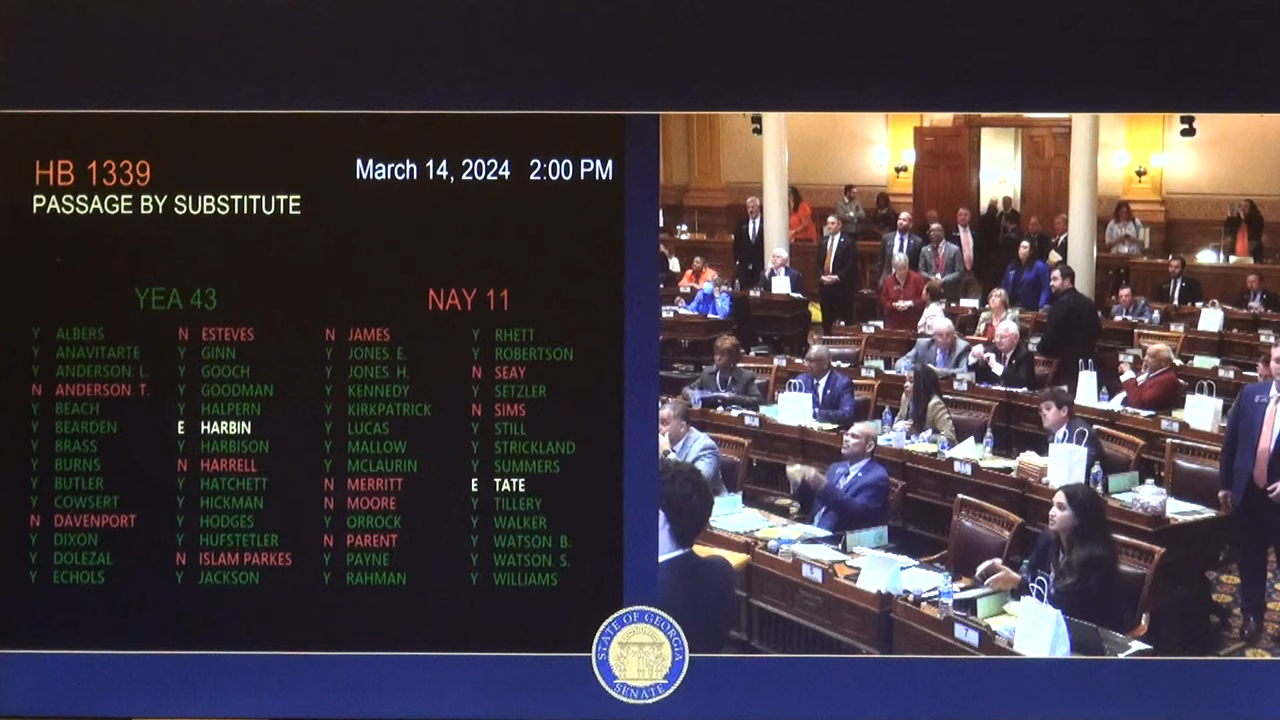 HB 1339
March 14, 2024 2:00 PM
PASSAGE BY SUBSTITUTE
YEA 43
NAY 11
Y ALBERS
Y ANAVITARTE
Y ANDERSON. L.
N ANDERSON. T.
Y BEACH
Y BEARDEN
Y BRASS
Y BURNS
Y BUTLER
Y COWSERT
N DAVENPORT
Y DIXON
Y DOLEZAL
Y ECHOLS
N ESTEVES
Y GINN
Y GOOCH
Y GOODMAN
Y HALPERN
E HARBIN
Y HARBISON
N HARRELL
Y HATCHETT
Y HICKMAN
Y HODGES
Y HUFSTETLER
N ISLAM PARKES
Y JACKSON
N JAMES
Y JONES. E.
Y JONES. H.
Y KENNEDY
Y KIRKPATRICK
Y LUCAS
Y MALLOW
Y MCLAURIN
N MERRITT
N MOORE
Y ORROCK
N PARENT
Y PAYNE
Y RAHMAN
Y RHETT
Y ROBERTSON
N SEAY
Y SETZLER
N SIMS
Y STILL
Y STRICKLAND
Y SUMMERS
E TATE
Y TILLERY
Y WALKER
Y WATSON. B.
Y WATSON. S.
Y WILLIAMS
7
STATE OF GEORGIA
SENATE